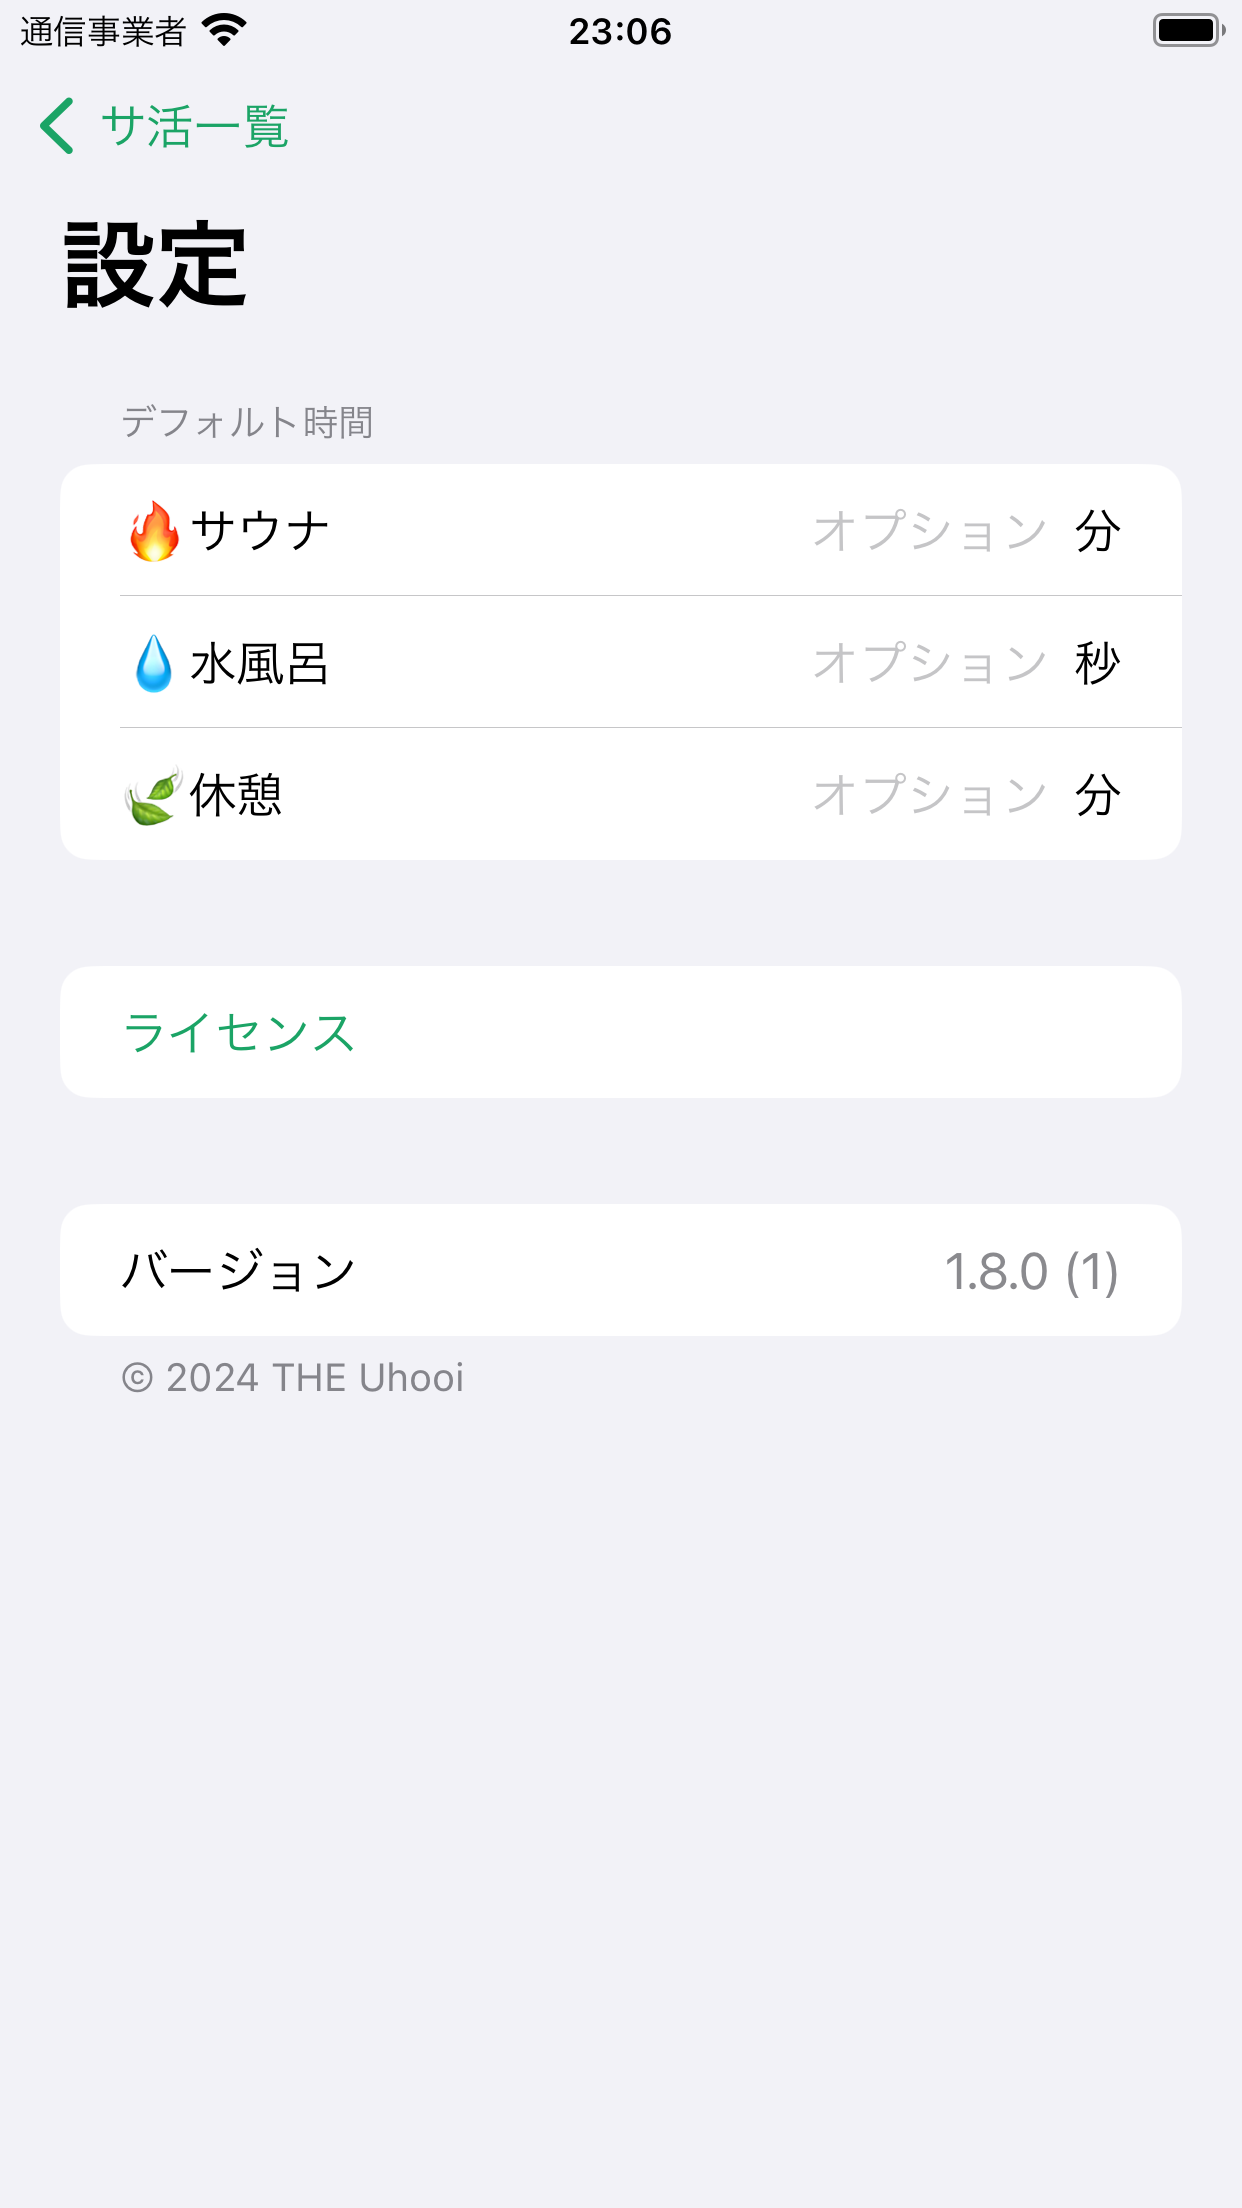 通信事業者 23:06
サ活一覧
設定
デフォルト時間
🔥サウナ オプション 分
💧水風呂 オプション 秒
🍃休憩 オプション 分
ライセンス
バージョン 1.8.0 (1)
© 2024 THE Uhooi